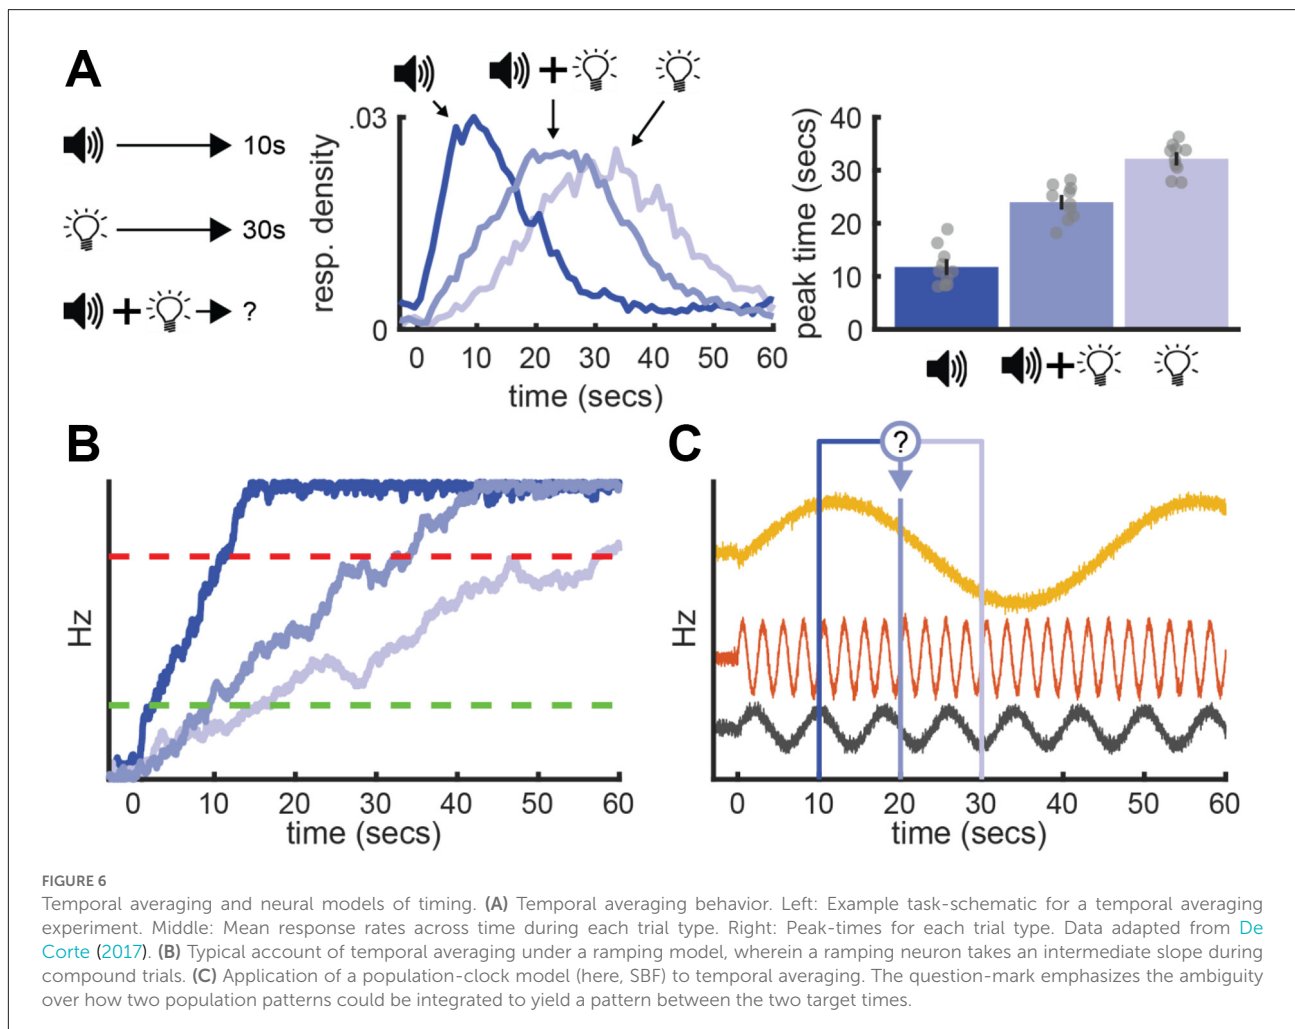 A
10s
30s
+
?
+
.03
0
resp. density
0 10 20 30 40 50 60
time (secs)
40
30
20
10
0
peak time (secs)
+
B
Hz
0 10 20 30 40 50 60
time (secs)
C
?
Hz
0 10 20 30 40 50 60
time (secs)
FIGURE 6
Temporal averaging and neural models of timing. (A) Temporal averaging behavior. Left: Example task-schematic for a temporal averaging
experiment. Middle: Mean response rates across time during each trial type. Right: Peak-times for each trial type. Data adapted from De
Corte (2017). (B) Typical account of temporal averaging under a ramping model, wherein a ramping neuron takes an intermediate slope during
compound trials. (C) Application of a population-clock model (here, SBF) to temporal averaging. The question-mark emphasizes the ambiguity
over how two population patterns could be integrated to yield a pattern between the two target times.